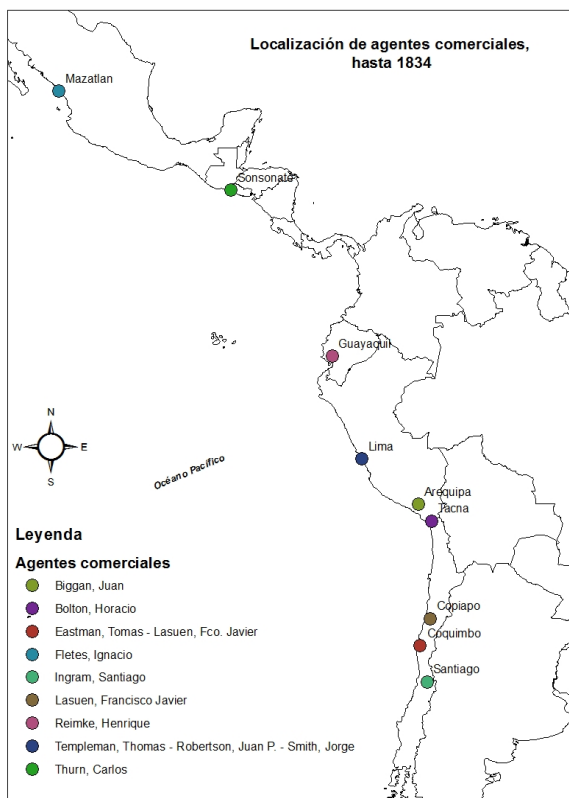 Localización de agentes comerciales,
hasta 1834
Mazatlan
Sonsonate
Guayaquil
N
W
E
S
Lima
Océano Pacífico
Arequipa
Tacna
Leyenda
Agentes comerciales
Biggan, Juan
Bolton, Horacio
Copiapo
Eastman, Tomas - Lasuen, Fco. Javier
Coquimbo
Fletes, Ignacio
Ingram, Santiago
Santiago
Lasuen, Francisco Javier
Reimke, Henrique
Templeman, Thomas - Robertson, Juan P. - Smith, Jorge
Thurn, Carlos